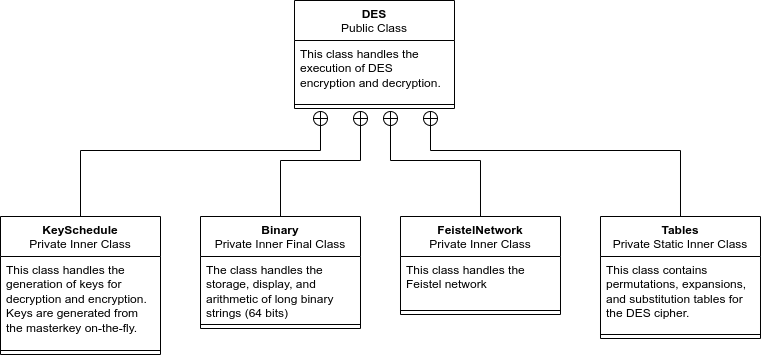 DES
Public Class
This class handles the
execution of DES
encryption and decryption.
KeySchedule
Private Inner Class
This class handles the
generation of keys for
decryption and encryption.
Keys are generated from
the masterkey on-the-fly.
Binary
Private Inner Final Class
The class handles the
storage, display, and
arithmetic of long binary
strings (64 bits)
FeistelNetwork
Private Inner Class
This class handles the
Feistel network
Tables
Private Static Inner Class
This class contains
permutations, expansions,
and substitution tables for
the DES cipher.